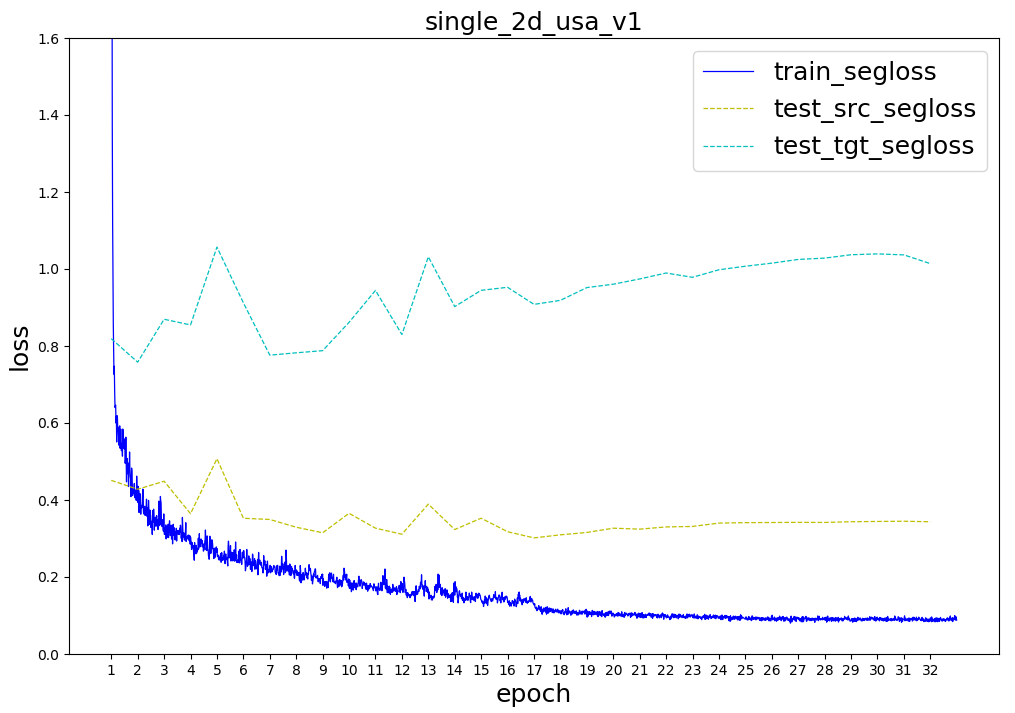 single_2d_usa_v1
train_segloss
test_src_segloss
test_tgt_segloss
loss
1.6
1.4
1.2
1.0
0.8
0.6
0.4
0.2
0.0
1 2 3 4 5 6 7 8 9 10 11 12 13 14 15 16 17 18 19 20 21 22 23 24 25 26 27 28 29 30 31 32
epoch